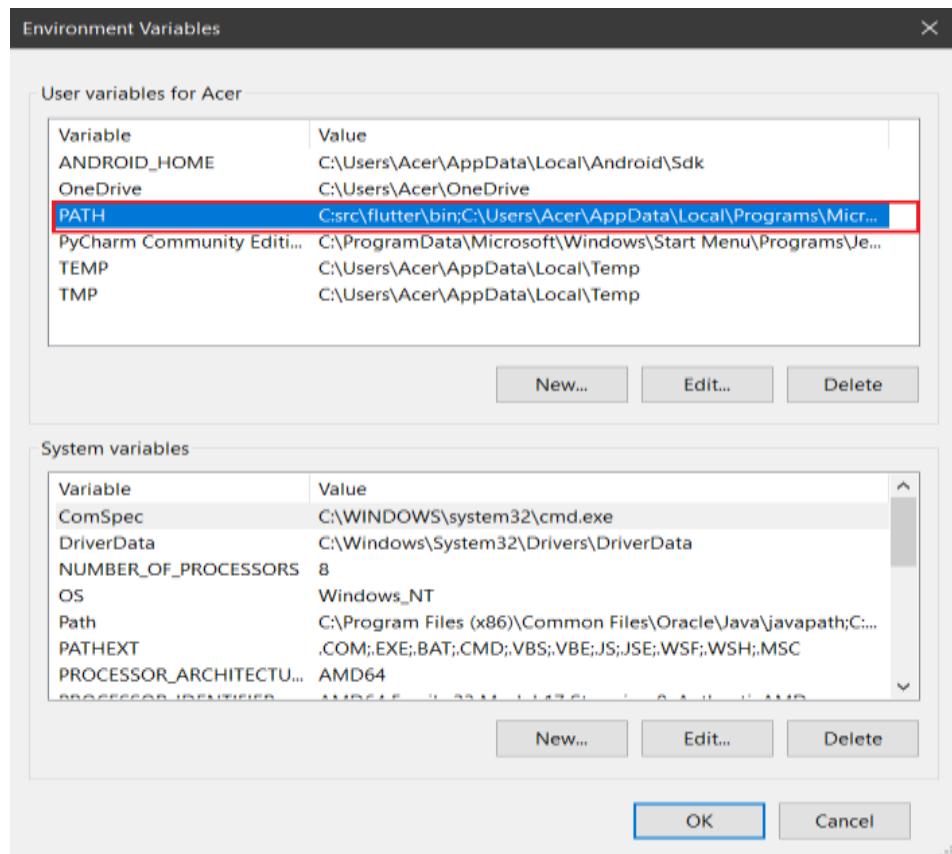 Environment Variables
User variables for Acer
Variable Value
ANDROID_HOME C:\Users\Acer\AppData\Local\Android\Sdk
OneDrive C:\Users\Acer\OneDrive
PATH C:src\flutter\bin;C:\Users\Acer\AppData\Local\Programs\Micr...
PyCharm Community Editi... C:\ProgramData\Microsoft\Windows\Start Menu\Programs\Je...
TEMP C:\Users\Acer\AppData\Local\Temp
TMP C:\Users\Acer\AppData\Local\Temp
New... Edit... Delete
System variables
Variable Value
ComSpec C:\WINDOWS\system32\cmd.exe
DriverData C:\Windows\System32\Drivers\DriverData
NUMBER_OF_PROCESSORS 8
OS Windows_NT
Path C:\Program Files (x86)\Common Files\Oracle\Java\javapath;C:...
PATHEXT .COM;.EXE;.BAT;.CMD;.VBS;.VBE;.JS;.JSE;.WSF;.WSH;.MSC
PROCESSOR_ARCHITECTU... AMD64
New... Edit... Delete
OK Cancel